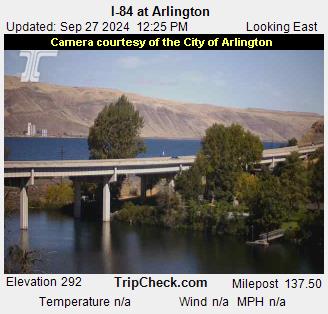 I-84 at Arlington
Updated: Sep 27 2024 12:25 PM Looking East
Camera courtesy of the City of Arlington
Elevation 292 TripCheck.com Milepost 137.50
Temperature n/a Wind n/a MPH n/a